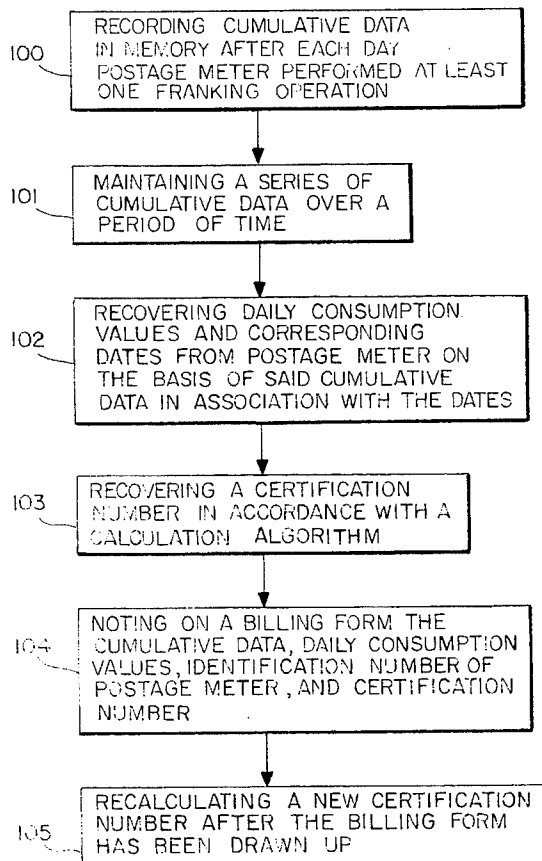 100
RECORDING CUMULATIVE DATA
IN MEMORY AFTER EACH DAY
POSTAGE METER PERFORMED AT LEAST
ONE FRANKING OPERATION
101
MAINTAINING A SERIES OF
CUMULATIVE DATA OVER A
PERIOD OF TIME
102
RECOVERING DAILY CONSUMPTION
VALUES AND CORRESPONDING
DATES FROM POSTAGE METER ON
THE BASIS OF SAID CUMULATIVE
DATA IN ASSOCIATION WITH THE DATES
103
RECOVERING A CERTIFICATION
NUMBER IN ACCORDANCE WITH A
CALCULATION ALGORITHM
104
NOTING ON A BILLING FORM THE
CUMULATIVE DATA, DAILY CONSUMPTION
VALUES, IDENTIFICATION NUMBER OF
POSTAGE METER, AND CERTIFICATION
NUMBER
105
RECALCULATING A NEW CERTIFICATION
NUMBER AFTER THE BILLING FORM
HAS BEEN DRAWN UP